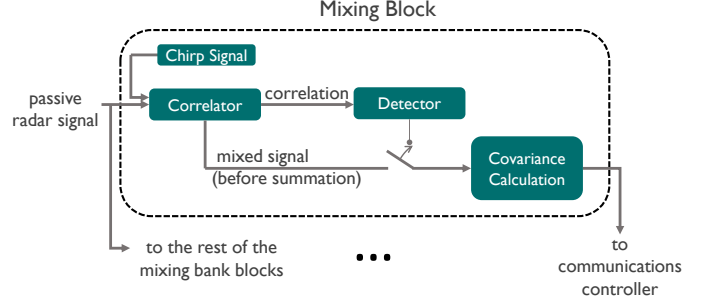 Mixing Block
Chirp Signal
passive
radar signal
Correlator
correlation
Detector
mixed signal
(before summation)
Covariance
Calculation
to the rest of the
mixing bank blocks
...
to
communications
controller